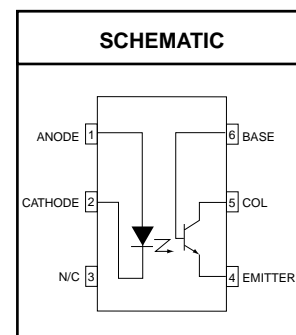 SCHEMATIC
ANODE 1
6 BASE
CATHODE 2
5 COL
N/C 3
4 EMITTER